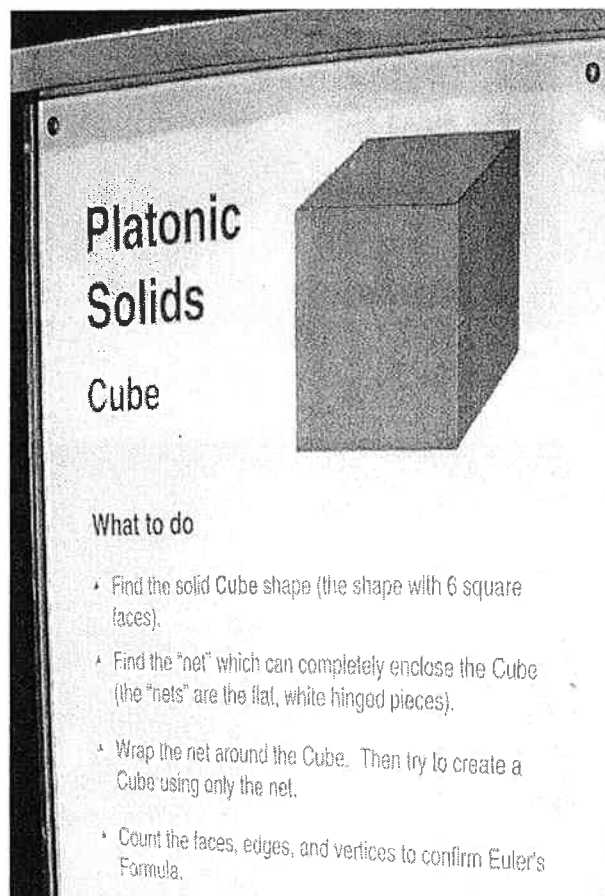 Platonic
Solids
Cube
What to do
Find the solid Cube shape (the shape with 6 square
faces).
Find the "net" which can completely enclose the Cube
(the "nets" are the flat, white hinged pieces).
Wrap the net around the Cube. Then try to create a
Cube using only the net.
Count the faces, edges, and vertices to confirm Euler's
Formula.